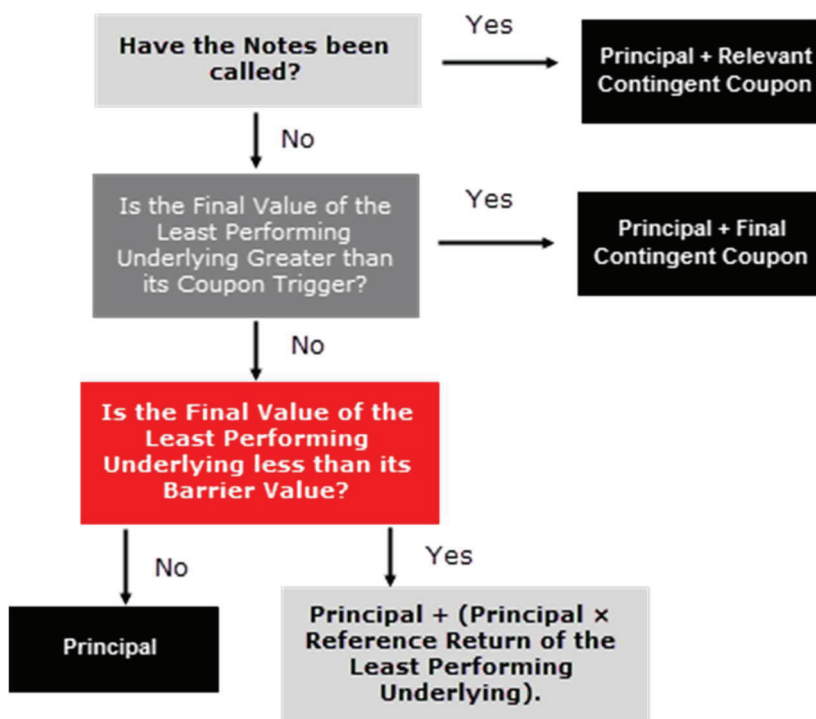 Have the Notes been
called?
Yes
Principal + Relevant
Contingent Coupon
No
Is the Final Value of the
Least Performing
Underlying Greater than
its Coupon Trigger?
Yes
Principal + Final
Contingent Coupon
No
Is the Final Value of the
Least Performing
Underlying less than its
Barrier Value?
No
Yes
Principal
Principal + (Principal ×
Reference Return of the
Least Performing
Underlying).